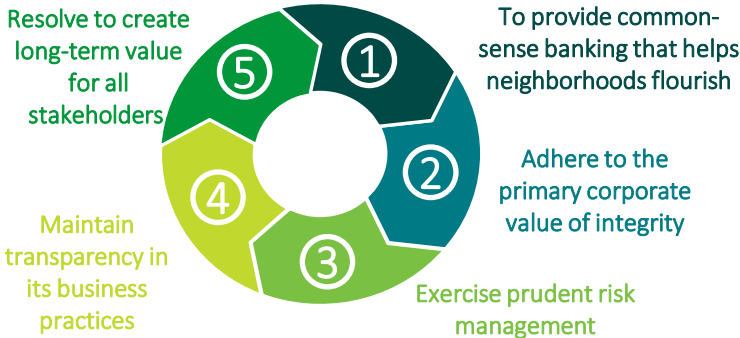 ①
To provide common-
sense banking that helps
neighborhoods flourish
②
Adhere to the
primary corporate
value of integrity
③
Exercise prudent risk
management
④
Maintain
transparency in
its business
practices
⑤
Resolve to create
long-term value
for all
stakeholders